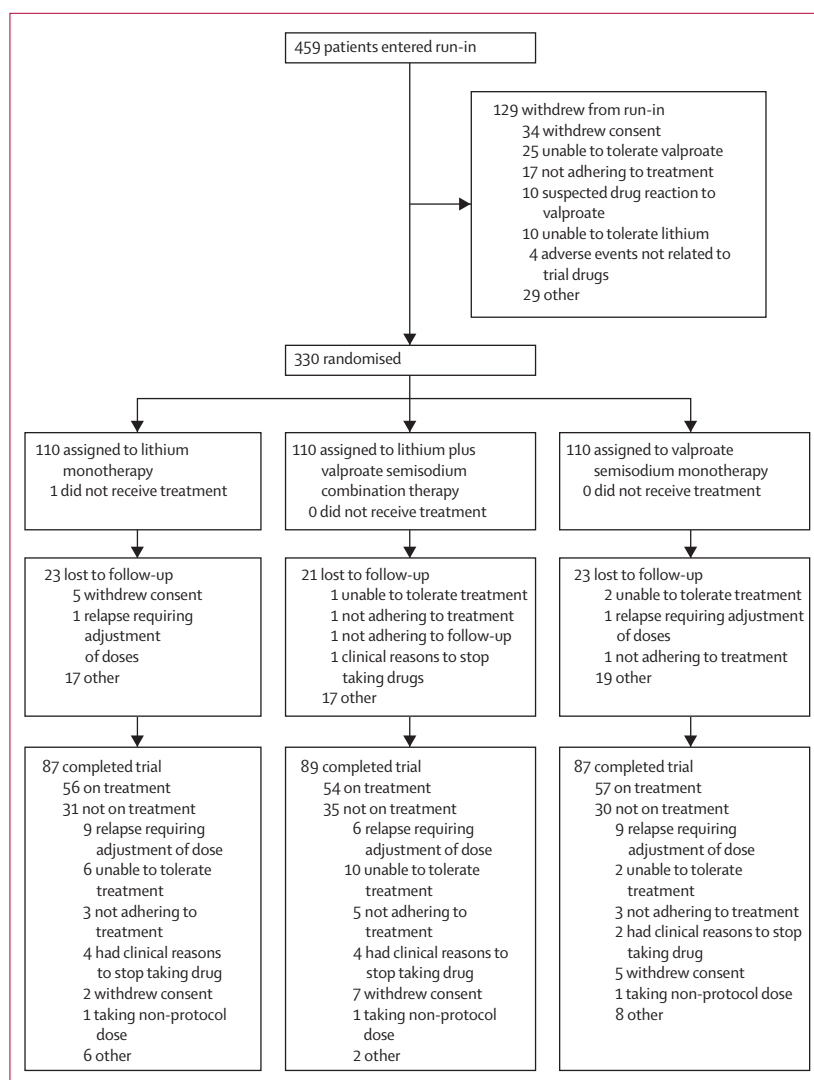 459 patients entered run-in
129 withdrew from run-in
34 withdrew consent
25 unable to tolerate valproate
17 not adhering to treatment
10 suspected drug reaction to
valproate
10 unable to tolerate lithium
4 adverse events not related to
trial drugs
29 other
330 randomised
110 assigned to lithium
monotherapy
1 did not receive treatment
110 assigned to lithium plus
valproate semisodium
combination therapy
0 did not receive treatment
110 assigned to valproate
semisodium monotherapy
0 did not receive treatment
23 lost to follow-up
5 withdrew consent
1 relapse requiring
adjustment
of doses
17 other
21 lost to follow-up
1 unable to tolerate treatment
1 not adhering to treatment
1 not adhering to follow-up
1 clinical reasons to stop
taking drugs
17 other
23 lost to follow-up
2 unable to tolerate treatment
1 relapse requiring adjustment
of doses
1 not adhering to treatment
19 other
87 completed trial
56 on treatment
31 not on treatment
9 relapse requiring
adjustment of dose
6 unable to tolerate
treatment
3 not adhering to
treatment
4 had clinical reasons
to stop taking drug
2 withdrew consent
1 taking non-protocol
dose
6 other
89 completed trial
54 on treatment
35 not on treatment
6 relapse requiring
adjustment of dose
10 unable to tolerate
treatment
5 not adhering to
treatment
4 had clinical reasons
to stop taking drug
7 withdrew consent
1 taking non-protocol
dose
2 other
87 completed trial
57 on treatment
30 not on treatment
9 relapse requiring
adjustment of dose
2 unable to tolerate
treatment
3 not adhering to treatment
2 had clinical reasons to stop
taking drug
5 withdrew consent
1 taking non-protocol dose
8 other